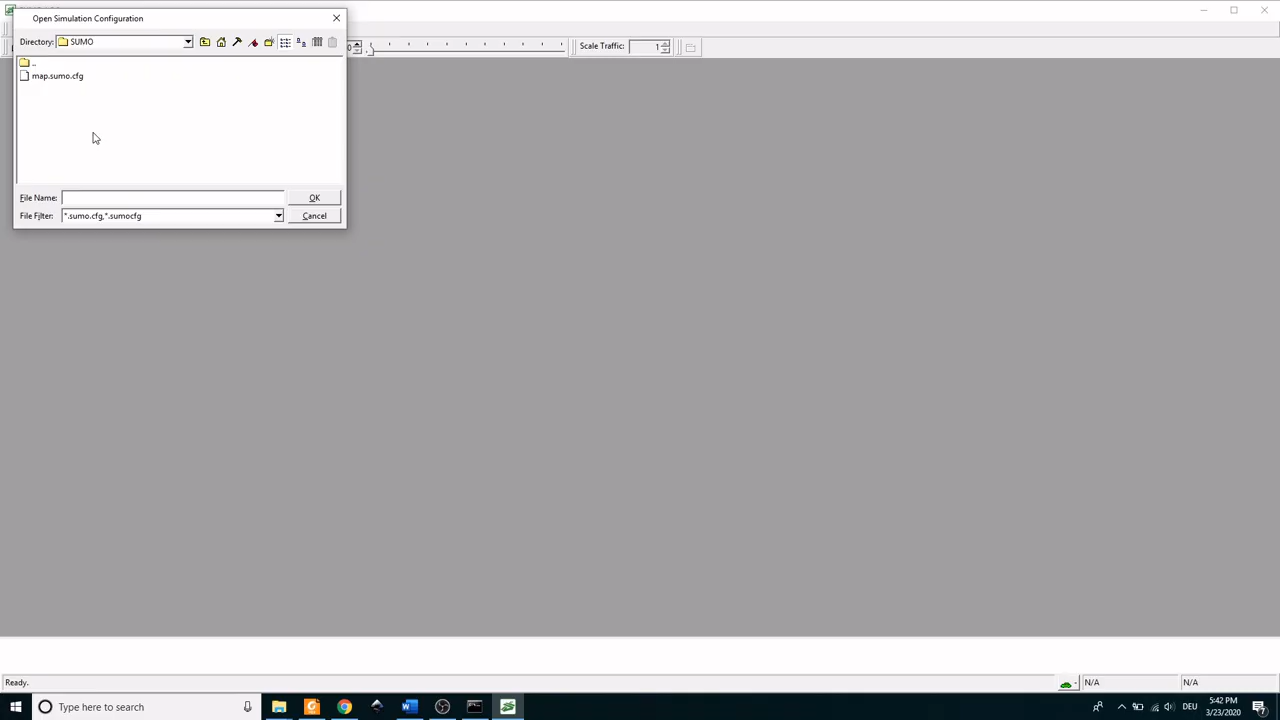 Open Simulation Configuration
Directory: SUMO
Scale Traffic: 1
..
map.sumo.cfg
File Name: OK
File Filter: *.sumo.cfg,*.sumocfg Cancel
Ready. N/A N/A
Type here to search
DEU
5:42 PM
3/23/2020